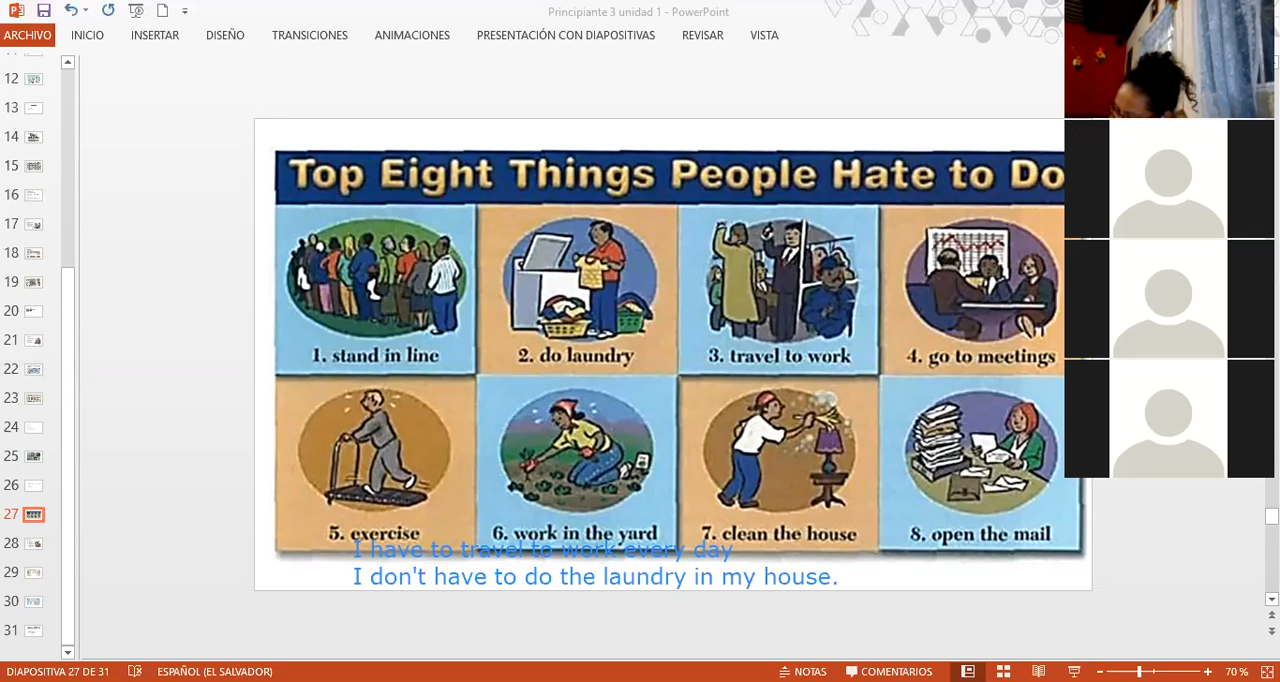 Principiante 3 unidad 1 - PowerPoint
ARCHIVO INICIO INSERTAR DISEÑO TRANSICIONES ANIMACIONES PRESENTACIÓN CON DIAPOSITIVAS REVISAR VISTA
12
13
14
15
16
17
18
19
20
21
22
23
24
25
26
27
28
29
30
31
Top Eight Things People Hate to Do
1. stand in line
2. do laundry
3. travel to work
4. go to meetings
5. exercise
6. work in the yard
7. clean the house
8. open the mail
I have to travel to work every day
I don't have to do the laundry in my house.
DIAPOSITIVA 27 DE 31 ESPAÑOL (EL SALVADOR) NOTAS COMENTARIOS 70 %